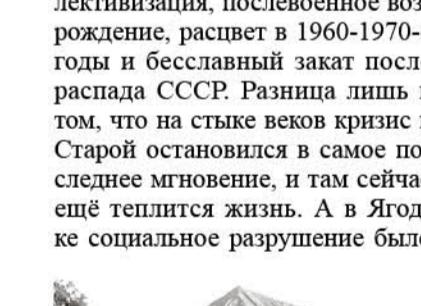 лективизация, послевоенное воз
рождение, расцвет в 1960-1970-
годы и бесславный закат посл
распада СССР. Разница лишь
том, что на стыке веков кризис
Старой остановился в самое по
следнее мгновение, и там сейча
ещё теплится жизнь. А в Ягод
ке социальное разрушение был